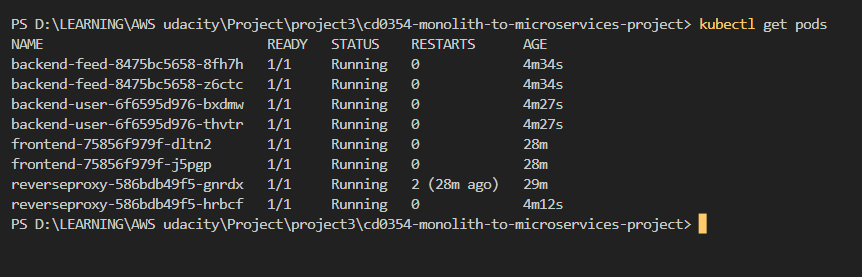 PS D:\LEARNING\AWS udacity\Project\project3\cd0354-monolith-to-microservices-project> kubectl get pods
NAME READY STATUS RESTARTS AGE
backend-feed-8475bc5658-8fh7h 1/1 Running 0 4m34s
backend-feed-8475bc5658-z6ctc 1/1 Running 0 4m34s
backend-user-6f6595d976-bxdmw 1/1 Running 0 4m27s
backend-user-6f6595d976-thvtr 1/1 Running 0 4m27s
frontend-75856f979f-dltn2 1/1 Running 0 28m
frontend-75856f979f-j5pgp 1/1 Running 0 28m
reverseproxy-586bdb49f5-gnrdx 1/1 Running 2 (28m ago) 29m
reverseproxy-586bdb49f5-hrbcf 1/1 Running 0 4m12s
PS D:\LEARNING\AWS udacity\Project\project3\cd0354-monolith-to-microservices-project>